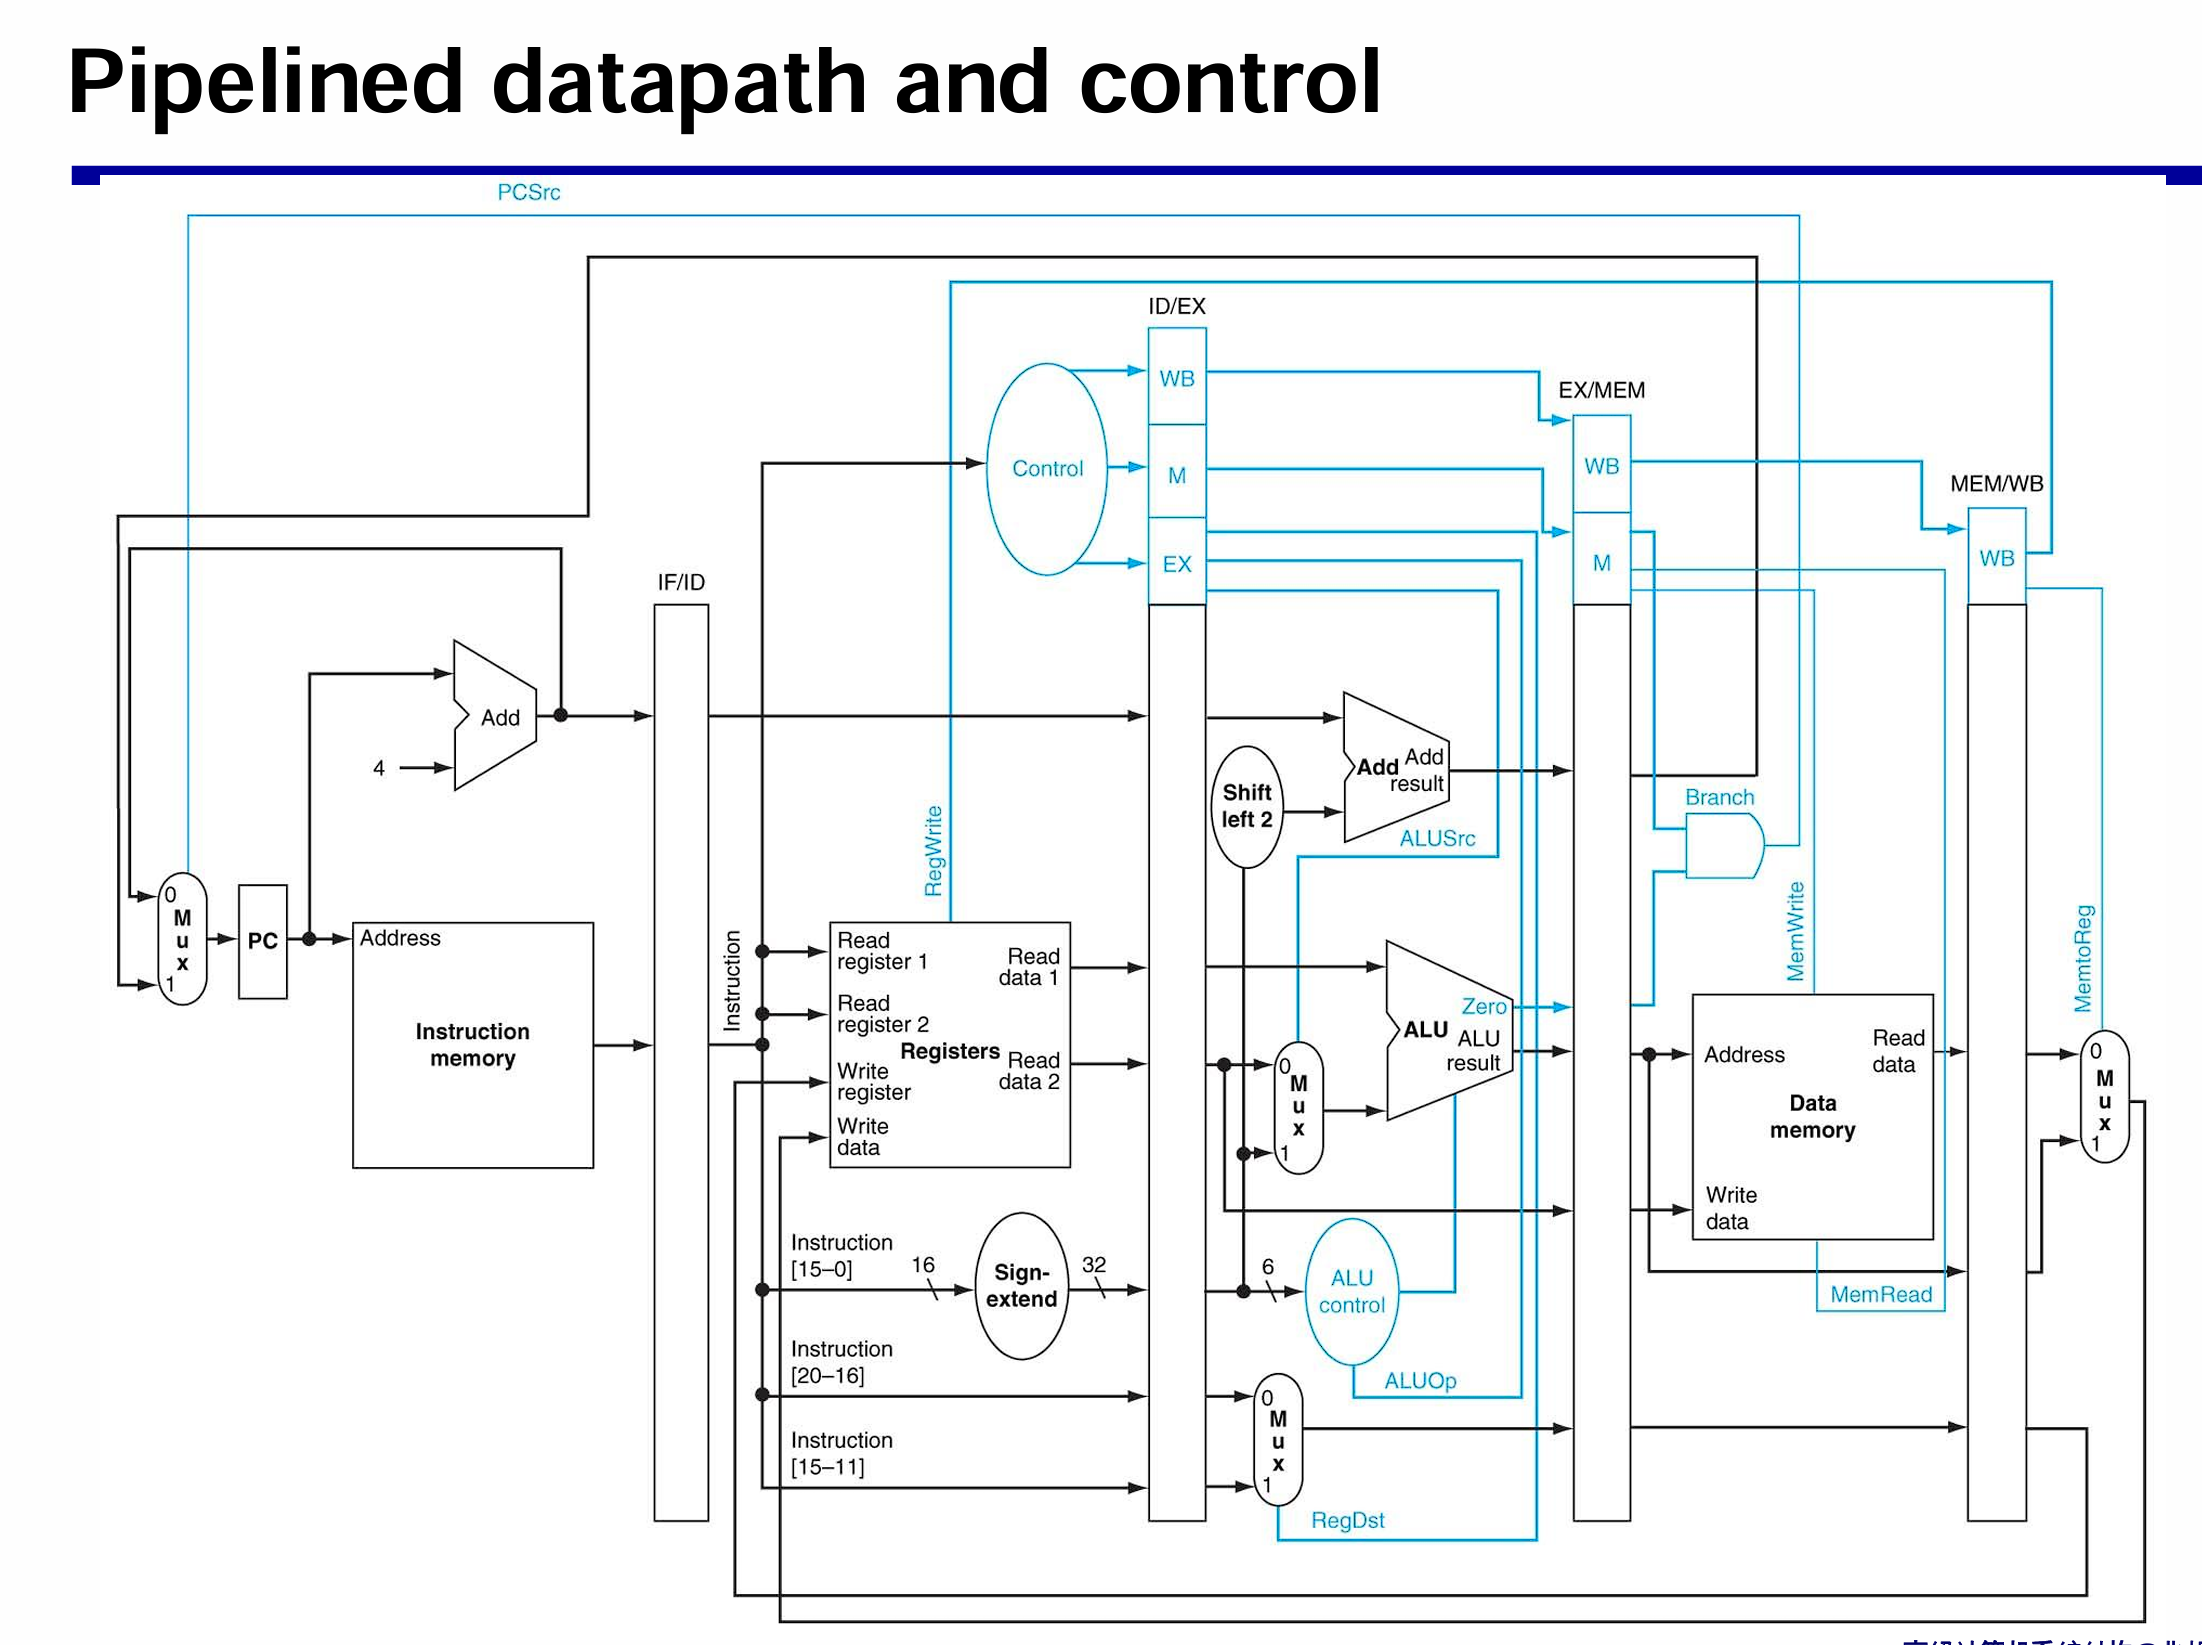 Pipelined datapath and control
PCSrc
ID/EX
WB
EX/MEM
Control
M
WB
MEM/WB
EX
M
WB
IF/ID
Add
4
Shift
left 2
Add
Add
result
ALUSrc
Branch
RegWrite
MemWrite
MemtoReg
0
M
u
x
1
PC
Address
Instruction
memory
Instruction
Read
register 1
Read
register 2
Write
register
Write
data
Registers
Read
data 1
Read
data 2
0
M
u
x
1
ALU
Zero
ALU
result
Address
Read
data
Data
memory
Write
data
0
M
u
x
1
Instruction
[15–0]
16
Sign-
extend
32
6
ALU
control
MemRead
Instruction
[20–16]
ALUOp
Instruction
[15–11]
0
M
u
x
1
RegDst